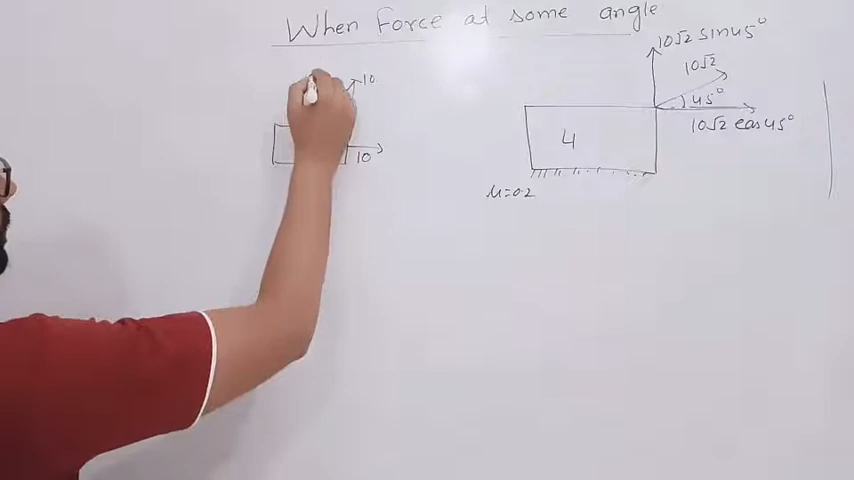 When Force at some angle
10√2 sin45°
10√2
45°
10√2 cos45°
4
μ=0.2
10
10